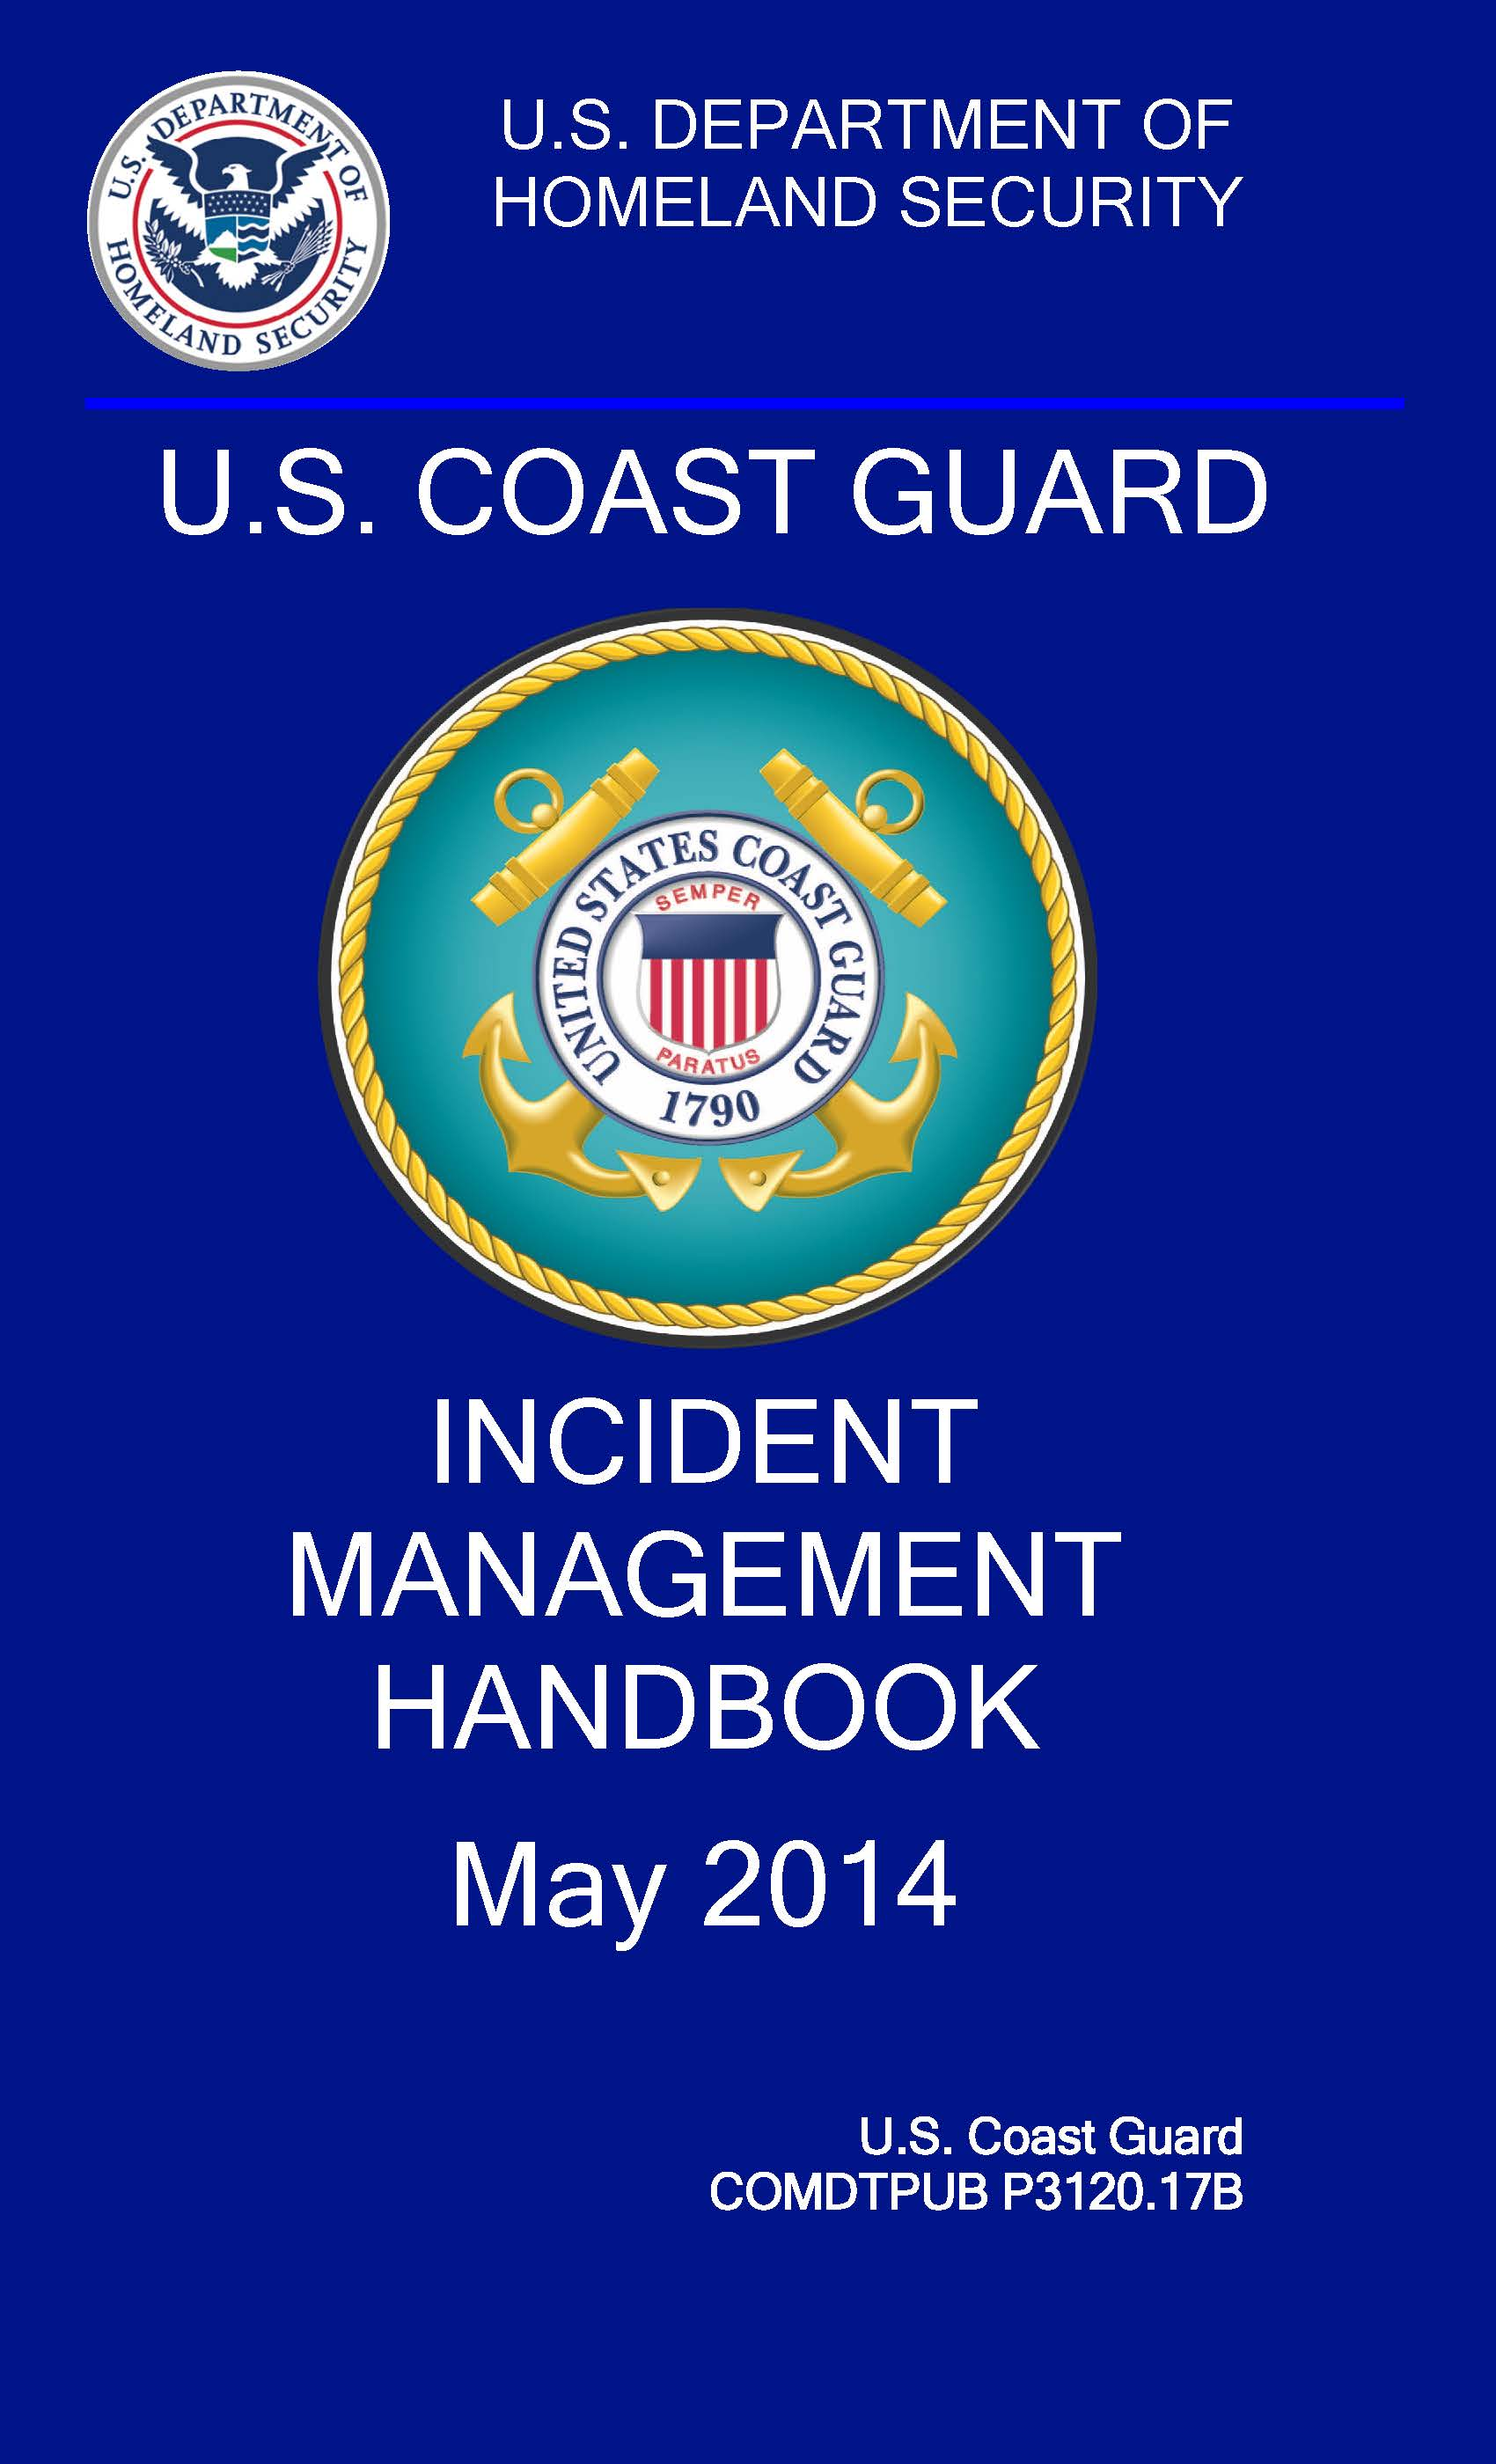 U.S. DEPARTMENT OF
HOMELAND SECURITY
U.S. DEPARTMENT OF
HOMELAND SECURITY
U.S. COAST GUARD
UNITED STATES COAST GUARD
SEMPER
PARATUS
1790
INCIDENT
MANAGEMENT
HANDBOOK
May 2014
U.S. Coast Guard
COMDTPUB P3120.17B